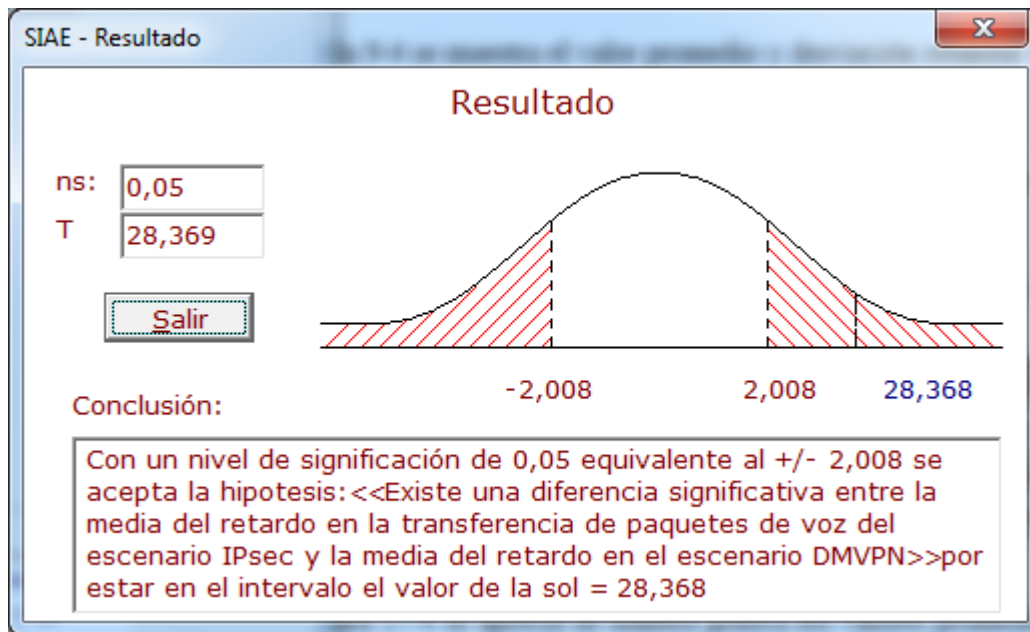 SIAE - Resultado
Resultado
ns:
0,05
T
28,369
Salir
-2,008
2,008
28,368
Conclusión:
Con un nivel de significación de 0,05 equivalente al +/- 2,008 se
acepta la hipotesis:<<Existe una diferencia significativa entre la
media del retardo en la transferencia de paquetes de voz del
escenario IPsec y la media del retardo en el escenario DMVPN>>por
estar en el intervalo el valor de la sol = 28,368